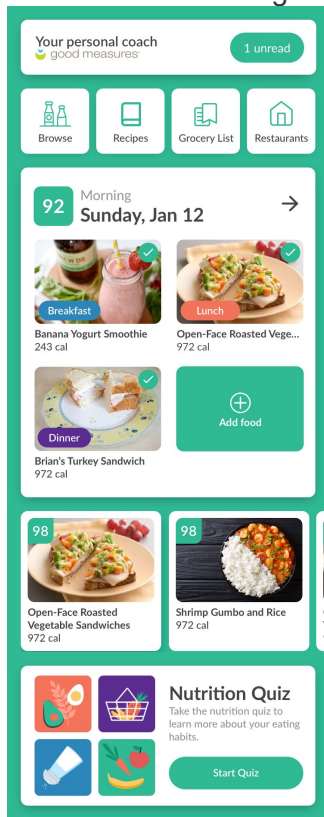 Your personal coach
good measures
1 unread
Browse
Recipes
Grocery List
Restaurants
92
Morning
Sunday, Jan 12
Breakfast
Lunch
Banana Yogurt Smoothie
243 cal
Open-Face Roasted Vege...
972 cal
Dinner
Add food
Brian's Turkey Sandwich
972 cal
98
98
Open-Face Roasted
Vegetable Sandwiches
972 cal
Shrimp Gumbo and Rice
972 cal
Nutrition Quiz
Take the nutrition quiz to
learn more about your eating
habits.
Start Quiz